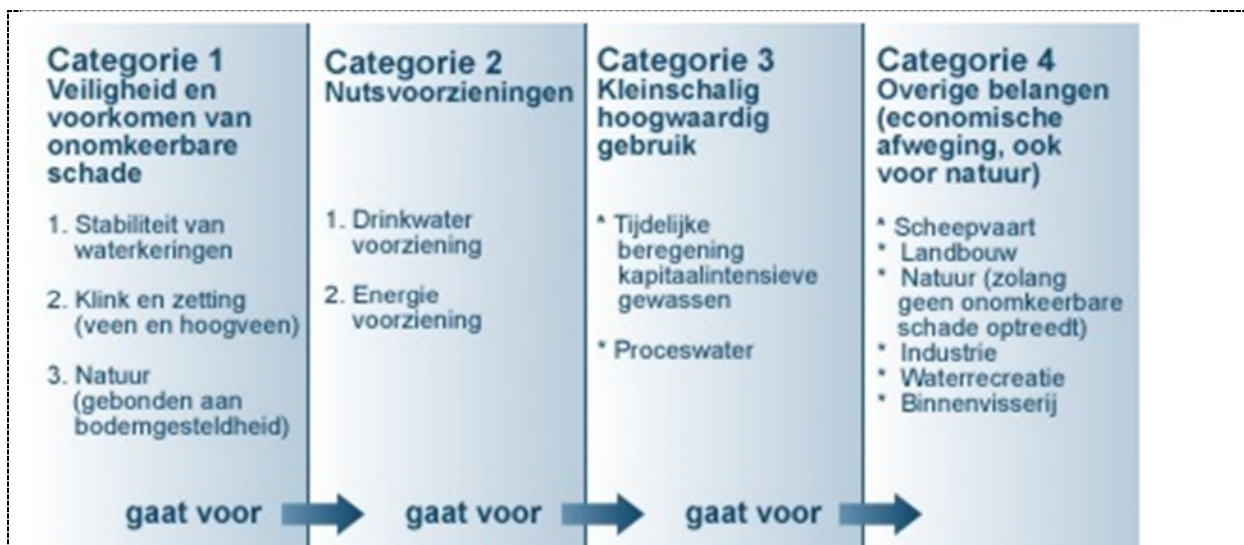 Categorie 1
Veiligheid en
voorkomen van
onomkeerbare
schade
1. Stabiliteit van
waterkeringen
2. Klink en zetting
(veen en hoogveen)
3. Natuur
(gebonden aan
bodemgesteldheid)
gaat voor
Categorie 2
Nutsvoorzieningen
1. Drinkwater
voorziening
2. Energie
voorziening
gaat voor
Categorie 3
Kleinschalig
hoogwaardig
gebruik
* Tijdelijke
beregening
kapitaalintensieve
gewassen
* Proceswater
gaat voor
Categorie 4
Overige belangen
(economische
afweging, ook
voor natuur)
* Scheepvaart
* Landbouw
* Natuur (zolang
geen onomkeerbare
schade optreedt)
* Industrie
* Waterrecreatie
* Binnenvisserij